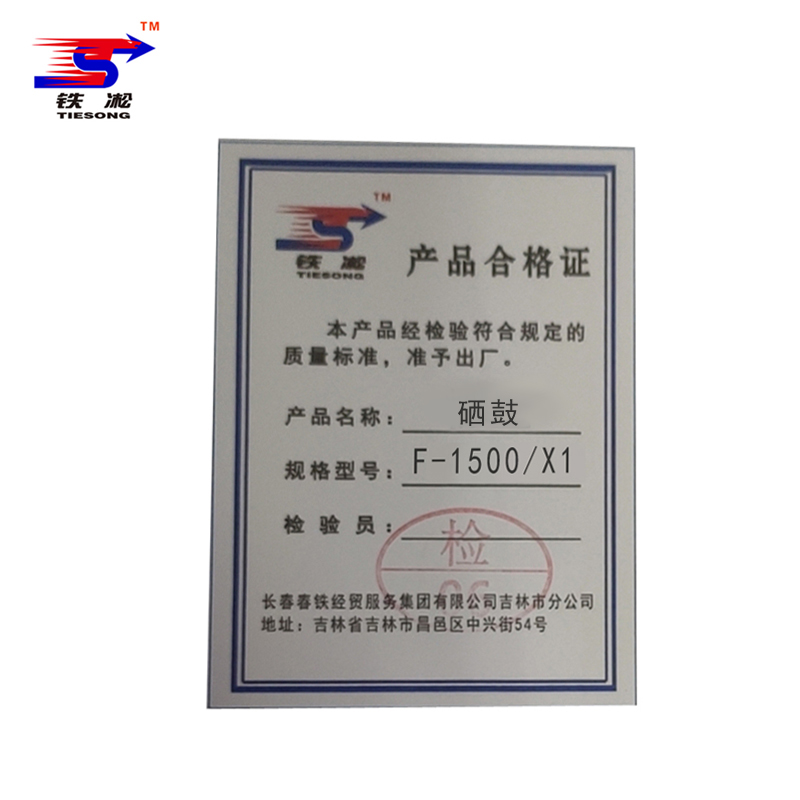 TM
铁 凇
TIESONG
TM
铁 凇
TIESONG
产品合格证
本产品经检验符合规定的
质量标准，准予出厂。
产品名称： 硒鼓
规格型号： F-1500/X1
检 验 员：
检
长春春铁经贸服务集团有限公司吉林市分公司
地址：吉林省吉林市昌邑区中兴街54号